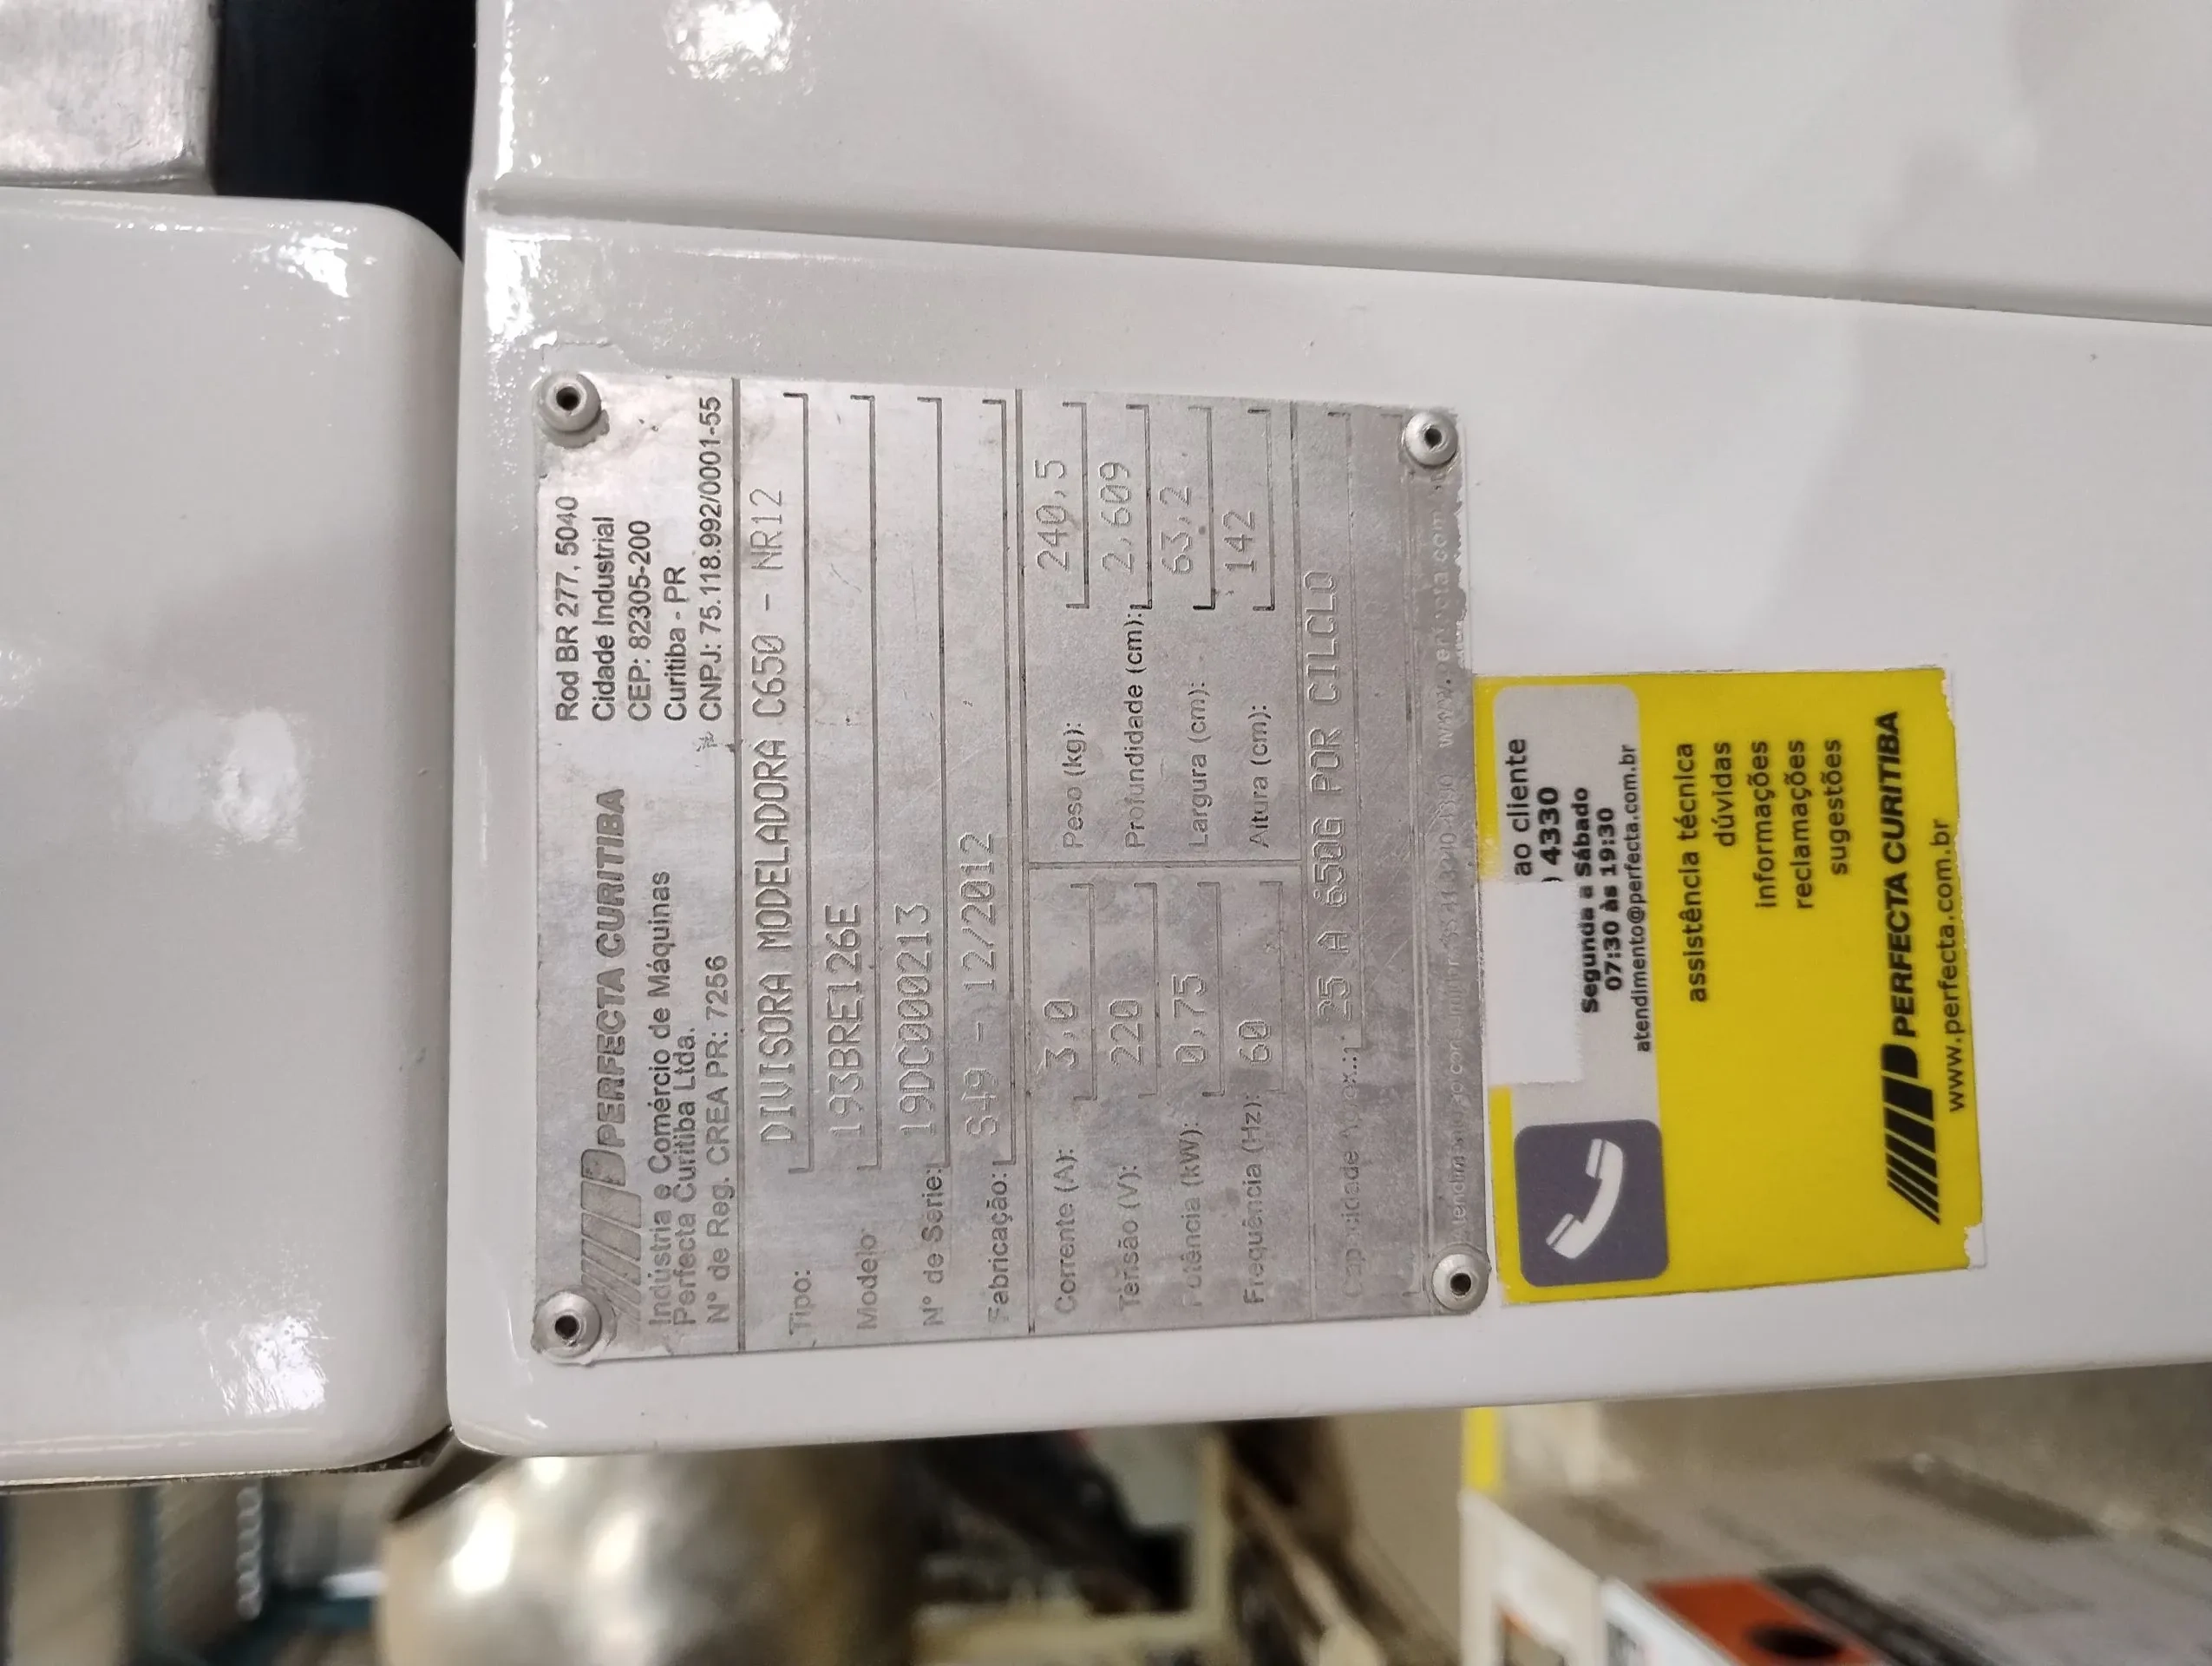 PERFECTA CURITIBA
Indústria e Comércio de Máquinas
Perfecta Curitiba Ltda.
N° de Reg. CREA PR: 7256
Rod BR 277, 5040
Cidade Industrial
CEP: 82305-200
Curitiba - PR
CNPJ: 75.118.992/0001-55
Tipo: DIVISORA MODELADORA C650 - NR12
Modelo: 193BRE126E
N° de Serie: 19DC000213
Fabricação: S49 - 12/2012
Corrente (A): 3,0
Tensão (V): 220
Potência (kW): 0,75
Frequência (Hz): 60
Peso (kg): 240,5
Profundidade (cm): 2,609
Largura (cm): 63,2
Altura (cm): 142
Capacidade 25 A 650G POR CILCLO
ao cliente
) 4330
Segunda a Sábado
07:30 às 19:30
atendimento@perfecta.com.br
assistência técnica
dúvidas
informações
reclamações
sugestões
PERFECTA CURITIBA
www.perfecta.com.br